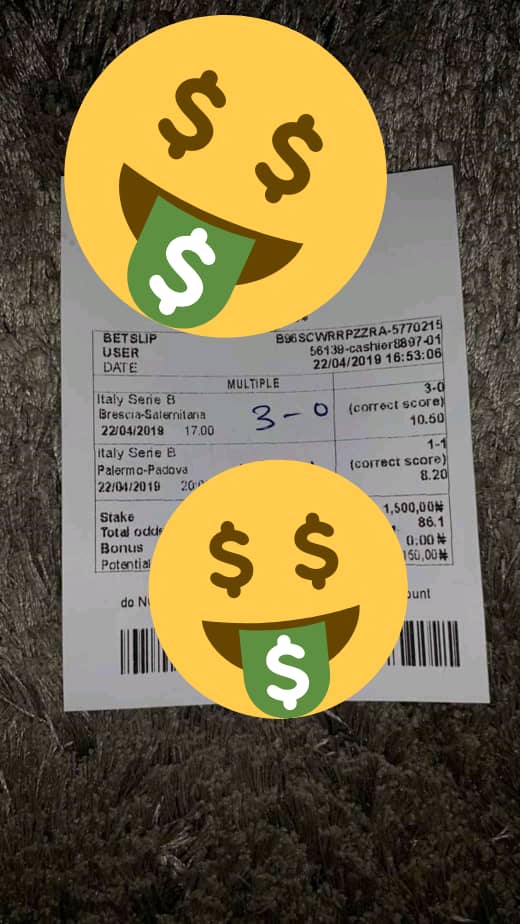 BETSLIP B96SCWRRPZZRA-5770215
USER 56139-cashier8897-01
DATE 22/04/2019 16:53:06
MULTIPLE
Italy Serie B 3-0
Brescia-Salernitana 3-0 (correct score)
22/04/2019 17.00 10.50
Italy Serie B 1-1
Palermo-Padova (correct score)
22/04/2019 8.20
Stake 1,500,00₦
Total odds 86.1
Bonus 0.00 ₦
Potential 150,00₦
do
$ $
$
$ $
$